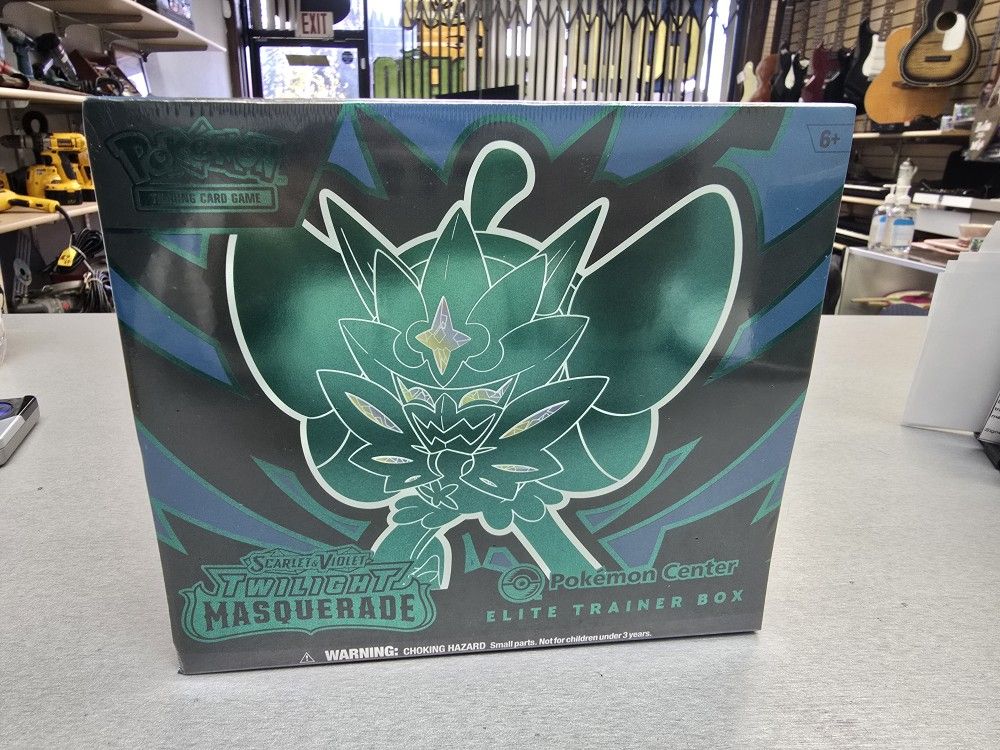 EXIT
POKéMON
TRADING CARD GAME
6+
SCARLET & VIOLET
TWILIGHT
MASQUERADE
Pokémon Center
ELITE TRAINER BOX
WARNING: CHOKING HAZARD Small parts. Not for children under 3 years.